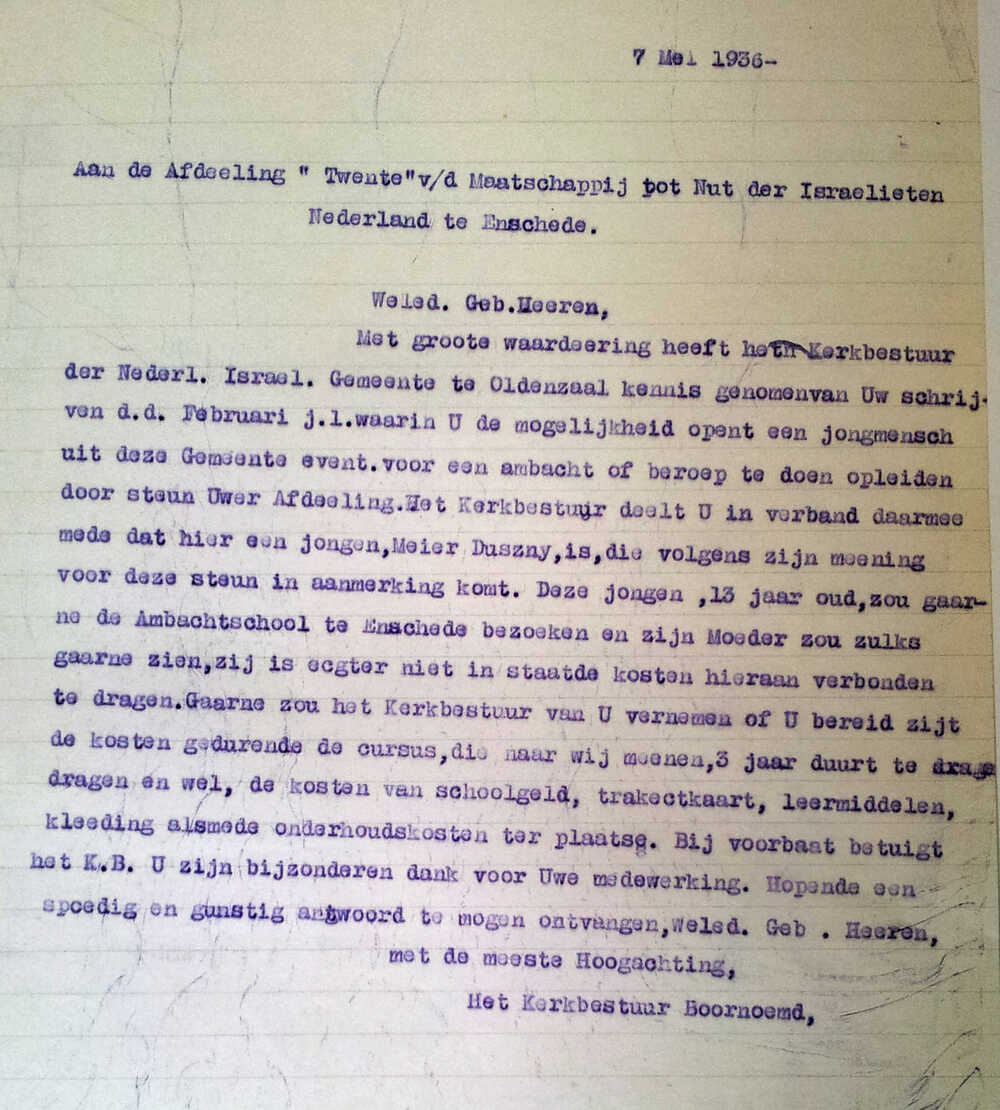 7 Mei 1936-
Aan de Afdeeling " Twente"v/d Maatschappij tot Nut der Israelieten
Nederland te Enschede.
Weled. Geb.Heeren,
Met groote waardeering heeft het Kerkbestuur
der Nederl. Israel. Gemeente te Oldenzaal kennis genomenvan Uw schrij-
ven d.d. Februari j.l.waarin U de mogelijkheid opent een jongmensch
uit deze Gemeente event.voor een ambacht of beroep te doen opleiden
door steun Uwer Afdeeling.Het Kerkbestuur deelt U in verband daarmee
mede dat hier een jongen,Meier Duszny,is,die volgens zijn meening
voor deze steun in aanmerking komt. Deze jongen ,13 jaar oud,zou gaar-
ne de Ambachtschool te Enschede bezoeken en zijn Moeder zou zulks
gaarne zien,zij is ecgter niet in staatde kosten hieraan verbonden
te dragen.Gaarne zou het Kerkbestuur van U vernemen of U bereid zijt
de kosten gedurende de cursus,die naar wij meenen,3 jaar duurt te
dragen en wel, de kosten van schoolgeld, trakectkaart, leermiddelen,
kleeding alsmede onderhoudskosten ter plaatse. Bij voorbaat betuigt
het K.B. U zijn bijzonderen dank voor Uwe medewerking. Hopende een
spoedig en gunstig antwoord te mogen ontvangen,Weled. Geb . Heeren,
met de meeste Hoogachting,
Het Kerkbestuur Boornoemd,